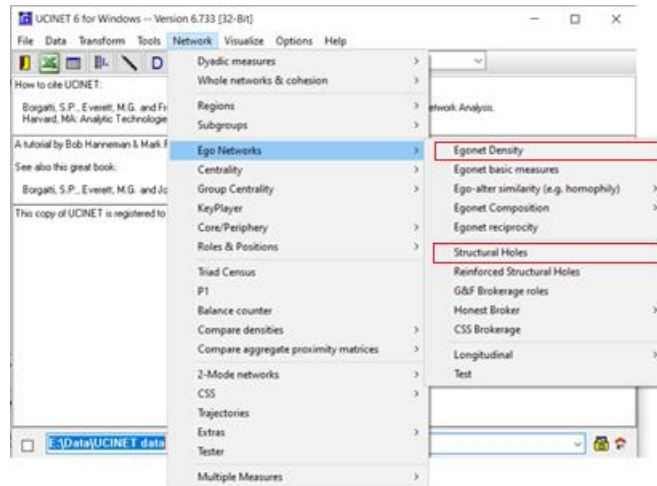 UCINET 6 for Windows -- Version 6.733 [32-Bit]
File Data Transform Tools Network Visualize Options Help
D
How to cite UCINET:
Borgatti, S.P., Everett, M.G. and Fr
etwork Analysis.
Harvard, MA: Analytic Technologie
A tutorial by Bob Hanneman & Mark R
See also this great book:
Borgatti, S.P., Everett, M.G. and Jo
This copy of UCINET is registered to
Dyadic measures
Whole networks & cohesion
Regions
Subgroups
Ego Networks
Centrality
Group Centrality
KeyPlayer
Core/Periphery
Roles & Positions
Triad Census
P1
Balance counter
Compare densities
Compare aggregate proximity matrices
2-Mode networks
CSS
Trajectories
Extras
Tester
Multiple Measures
Egonet Density
Egonet basic measures
Ego-alter similarity (e.g. homophily)
Egonet Composition
Egonet reciprocity
Structural Holes
Reinforced Structural Holes
G&F Brokerage roles
Honest Broker
CSS Brokerage
Longitudinal
Test
E:\Data\UCINET data